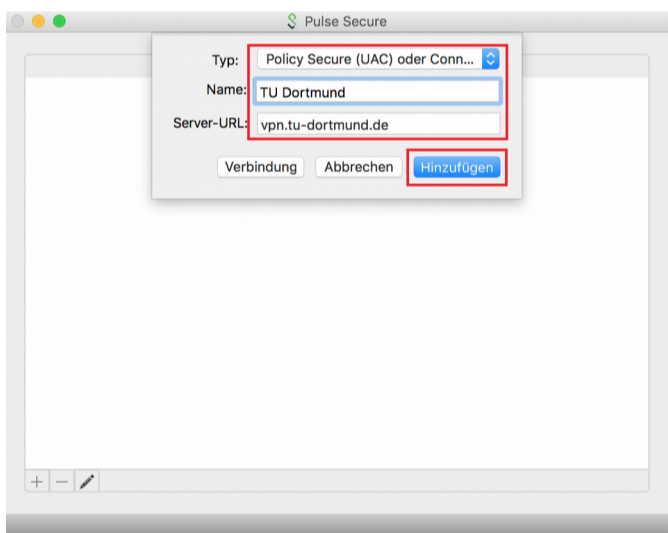 Pulse Secure
Typ: Policy Secure (UAC) oder Conn...
Name: TU Dortmund
Server-URL: vpn.tu-dortmund.de
Verbindung Abbrechen Hinzufügen